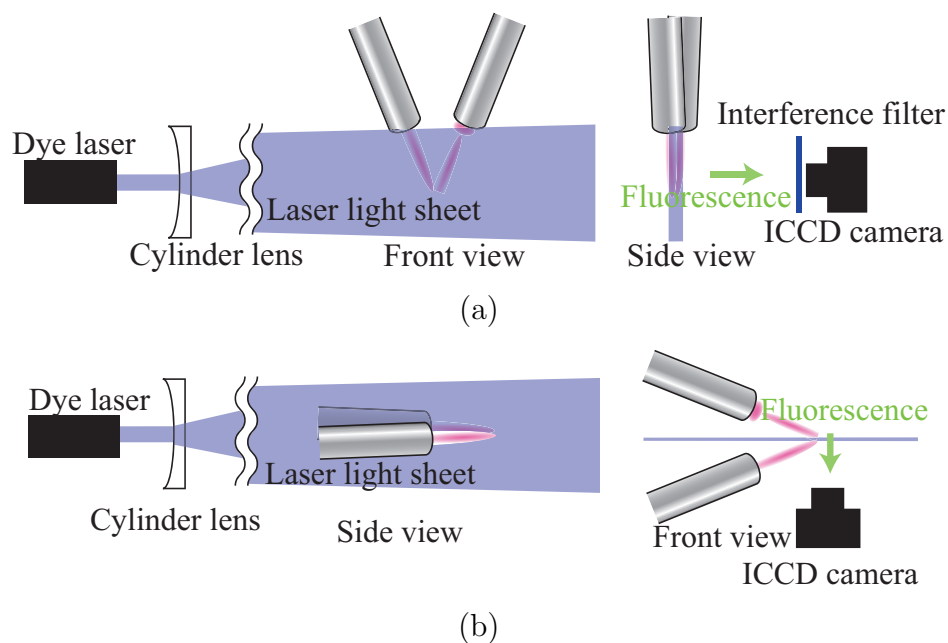 Dye laser
Cylinder lens
Laser light sheet
Front view
Interference filter
Fluorescence
ICCD camera
Side view
(a)
Dye laser
Cylinder lens
Laser light sheet
Side view
Fluorescence
Front view
ICCD camera
(b)